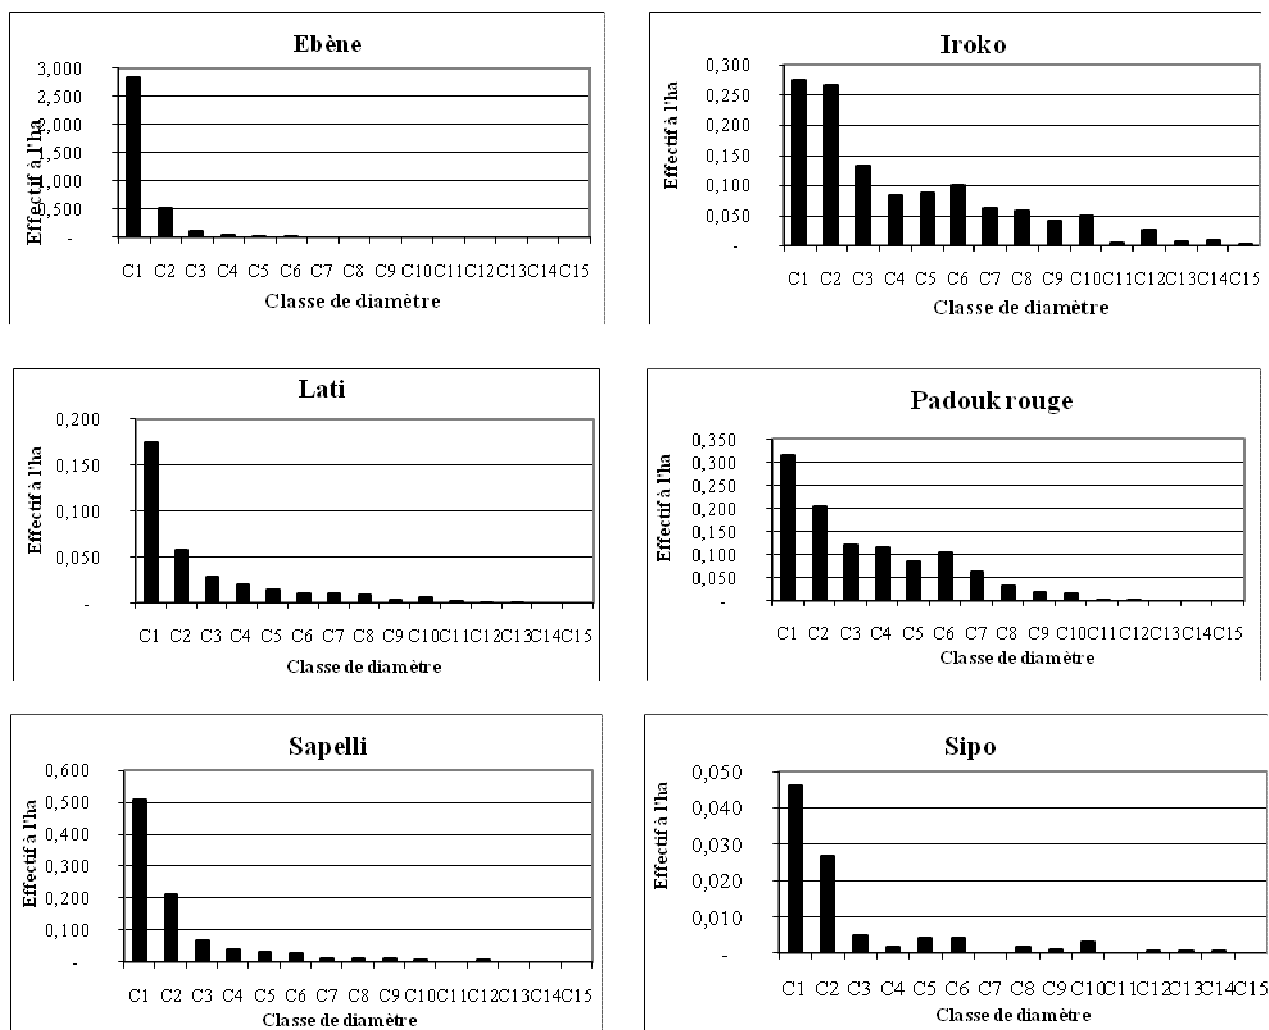 Ebène
3,000
2,500
2,000
1,500
1,000
0,500
-
Effectif à l'ha
C1 C2 C3 C4 C5 C6 C7 C8 C9 C10 C11 C12 C13 C14 C15
Classe de diamètre
Iroko
0,300
0,250
0,200
0,150
0,100
0,050
-
Effectif à l'ha
C1 C2 C3 C4 C5 C6 C7 C8 C9 C10 C11 C12 C13 C14 C15
Classe de diamètre
Lati
0,200
0,150
0,100
0,050
-
Effectif à l'ha
C1 C2 C3 C4 C5 C6 C7 C8 C9 C10 C11 C12 C13 C14 C15
Classe de diamètre
Padouk rouge
0,350
0,300
0,250
0,200
0,150
0,100
0,050
-
Effectif à l'ha
C1 C2 C3 C4 C5 C6 C7 C8 C9 C10 C11 C12 C13 C14 C15
Classe de diamètre
Sapelli
0,600
0,500
0,400
0,300
0,200
0,100
-
Effectif à l'ha
C1 C2 C3 C4 C5 C6 C7 C8 C9 C10 C11 C12 C13 C14 C15
Classe de diamètre
Sipo
0,050
0,040
0,030
0,020
0,010
-
Effectif à l'ha
C1 C2 C3 C4 C5 C6 C7 C8 C9 C10 C11 C12 C13 C14 C15
Classe de diamètre